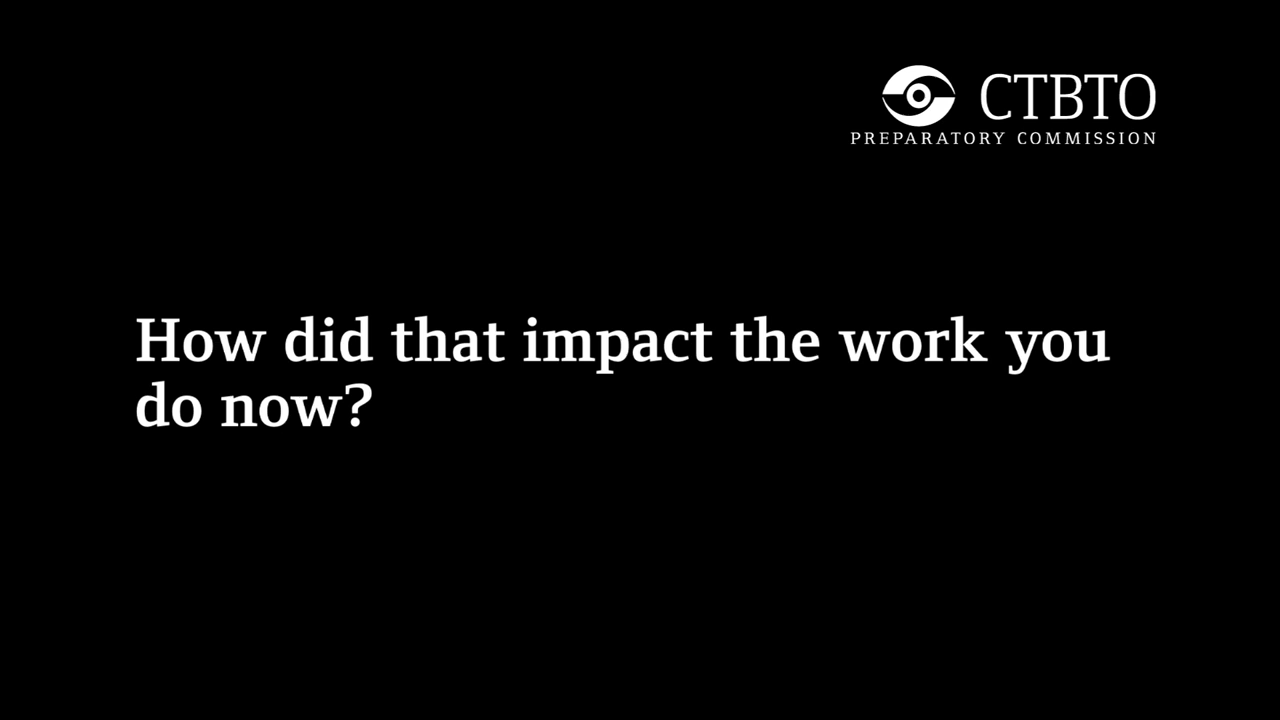 CTBTO
PREPARATORY COMMISSION
How did that impact the work you
do now?